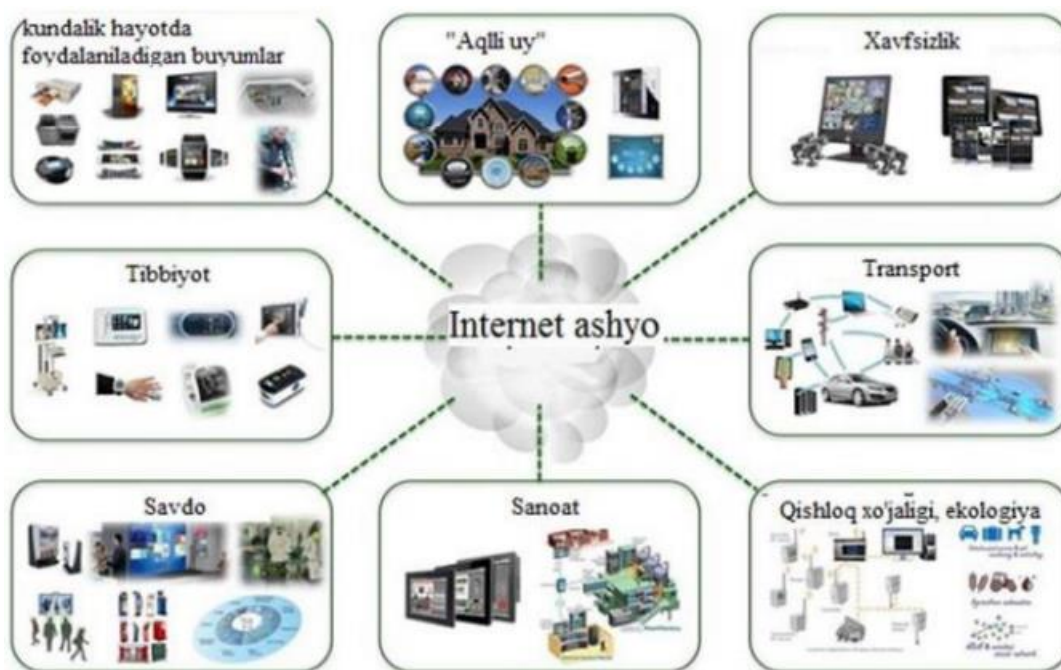 kundalik hayotda
foydalaniladigan buyumlar
"Aqlli uy"
Xavfsizlik
Tibbiyot
Internet ashyo
Transport
Savdo
Sanoat
Qishloq xo'jaligi, ekologiya